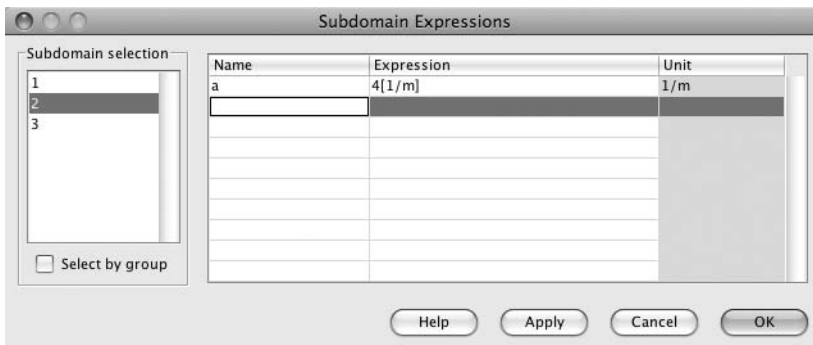 Subdomain Expressions
Subdomain selection
1
2
3
Select by group
Name Expression Unit
a 4[1/m] 1/m
Help Apply Cancel OK